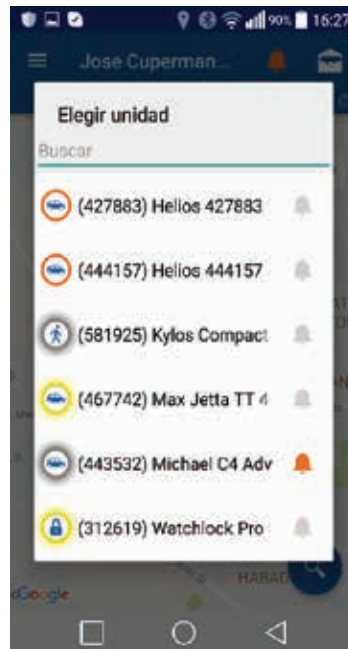 90% 16:27
Jose Cuperman...
Elegir unidad
Buscar
(427883) Helios 427883
(444157) Helios 444157
(581925) Kylos Compact
(467742) Max Jetta TT 4
(443532) Michael C4 Adv
(312619) Watchlock Pro
HABAD
Google